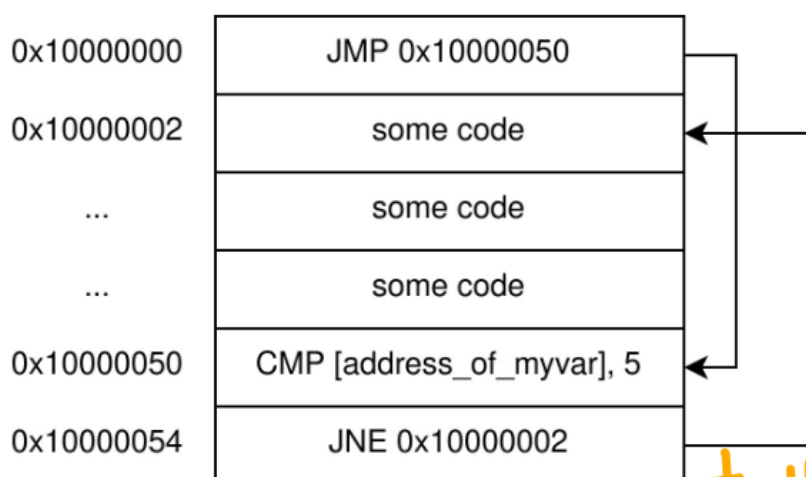 0x10000000 JMP 0x10000050
0x10000002 some code
... some code
... some code
0x10000050 CMP [address_of_myvar], 5
0x10000054 JNE 0x10000002